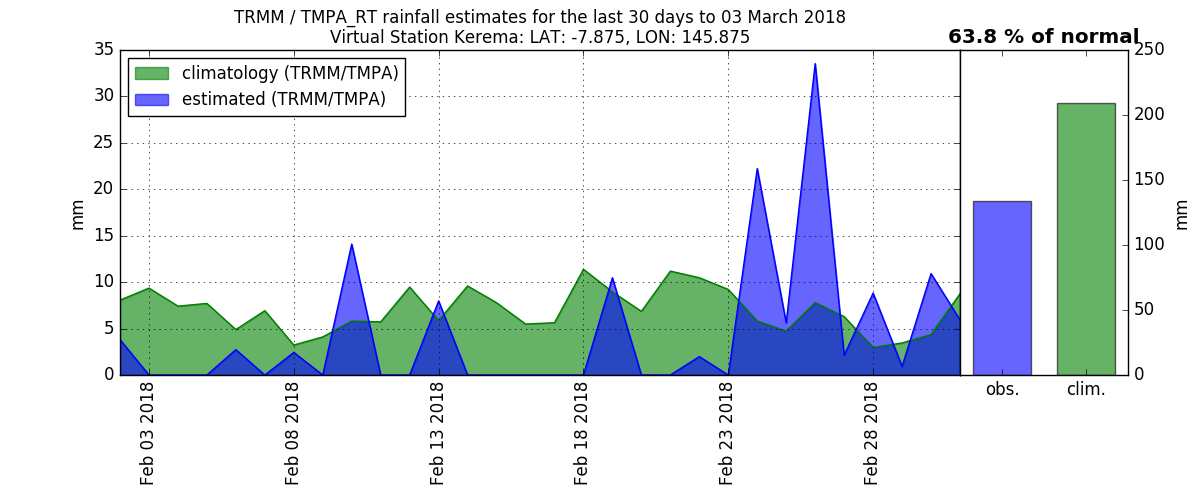 TRMM / TMPA_RT rainfall estimates for the last 30 days to 03 March 2018
Virtual Station Kerema: LAT: -7.875, LON: 145.875
63.8 % of normal
climatology (TRMM/TMPA)
estimated (TRMM/TMPA)
35
30
25
20
15
10
5
0
mm
Feb 03 2018
Feb 08 2018
Feb 13 2018
Feb 18 2018
Feb 23 2018
Feb 28 2018
250
200
150
100
50
0
mm
obs.
clim.